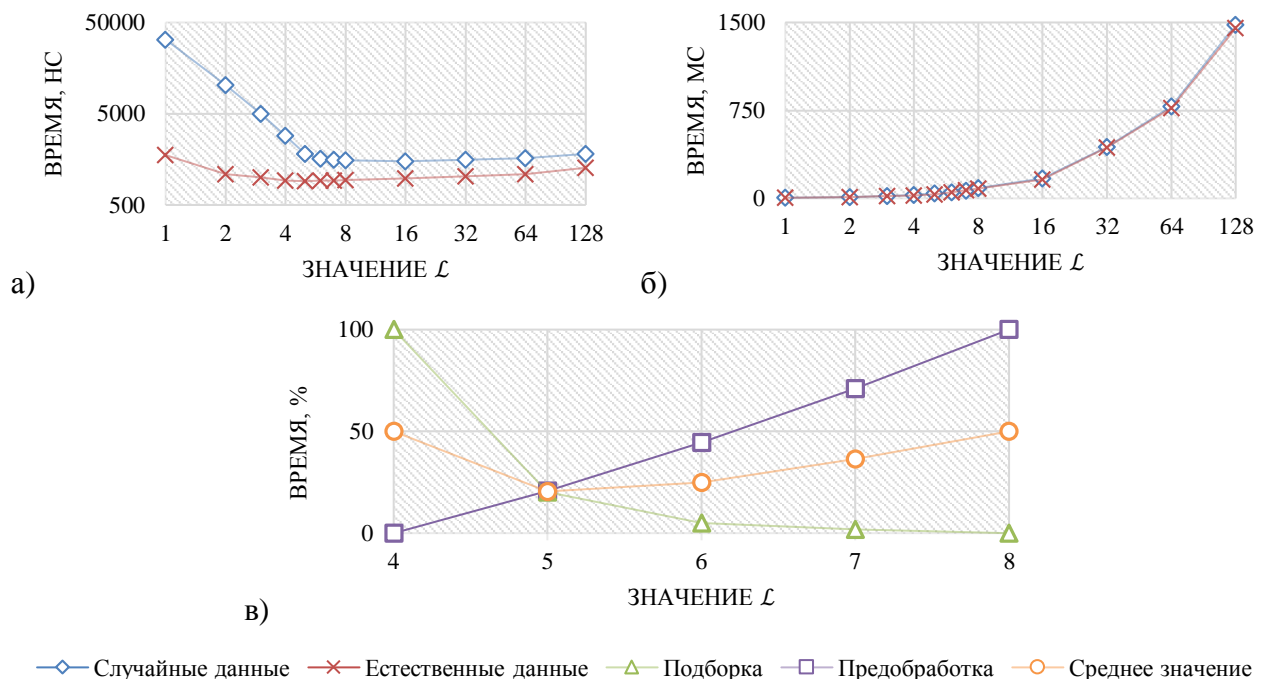 50000
5000
500
ВРЕМЯ, НС
1 2 4 8 16 32 64 128
ЗНАЧЕНИЕ ℒ
а)
1500
750
0
ВРЕМЯ, МС
1 2 4 8 16 32 64 128
ЗНАЧЕНИЕ ℒ
б)
100
50
0
ВРЕМЯ, %
4 5 6 7 8
ЗНАЧЕНИЕ ℒ
в)
Случайные данные Естественные данные Подборка Предобработка Среднее значение